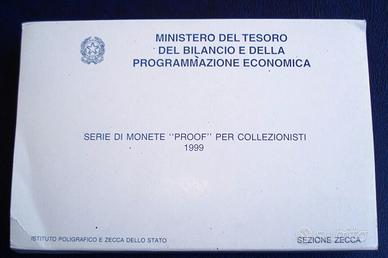 MINISTERO DEL TESORO
DEL BILANCIO E DELLA
PROGRAMMAZIONE ECONOMICA
SERIE DI MONETE "PROOF" PER COLLEZIONISTI
1999
ISTITUTO POLIGRAFICO E ZECCA DELLO STATO
SEZIONE ZECCA